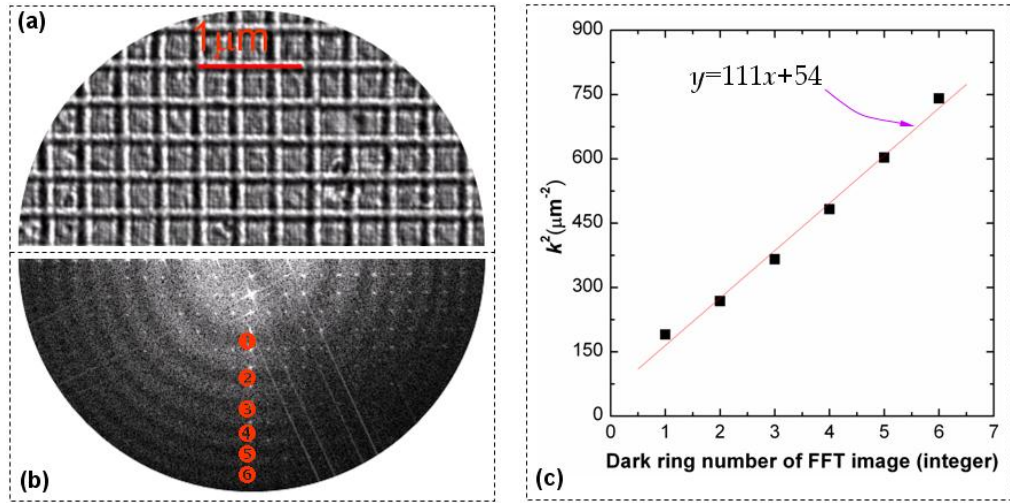 (a)
1μm
(b)
1
2
3
4
5
6
(c)
900
750
600
450
300
150
0
k²(μm⁻²)
y=111x+54
0 1 2 3 4 5 6 7
Dark ring number of FFT image (integer)